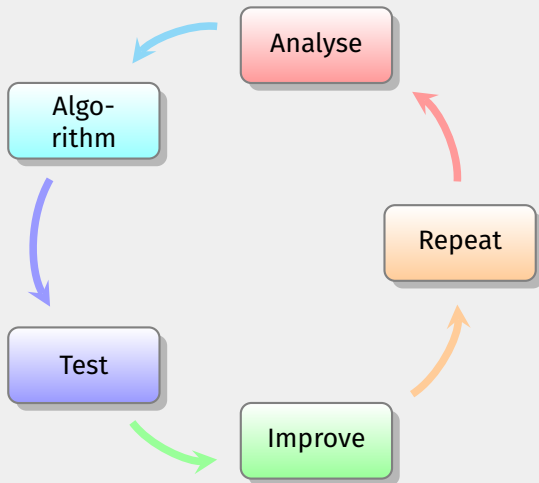 Analyse
Algo-
rithm
Repeat
Test
Improve